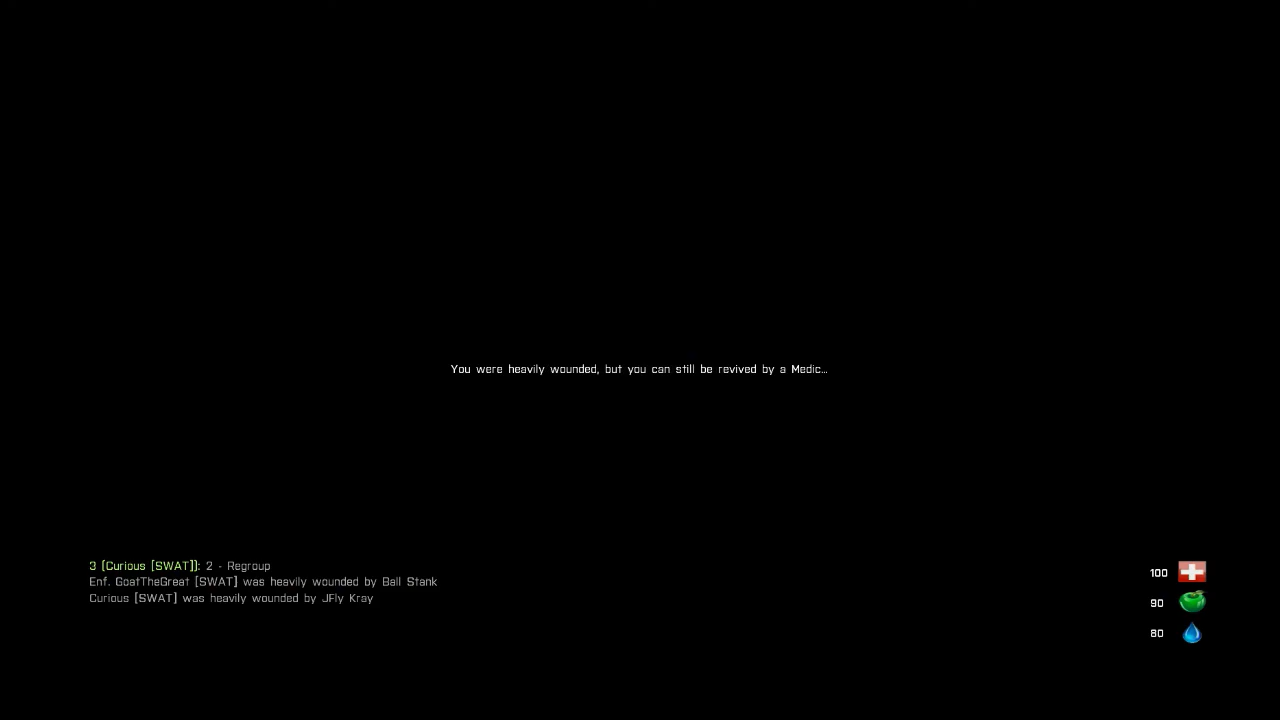 You were heavily wounded, but you can still be revived by a Medic...
3 (Curious [SWAT]): 2 - Regroup
Enf. GoatTheGreat [SWAT] was heavily wounded by Ball Stank
Curious [SWAT] was heavily wounded by JFly Kray
100
90
80